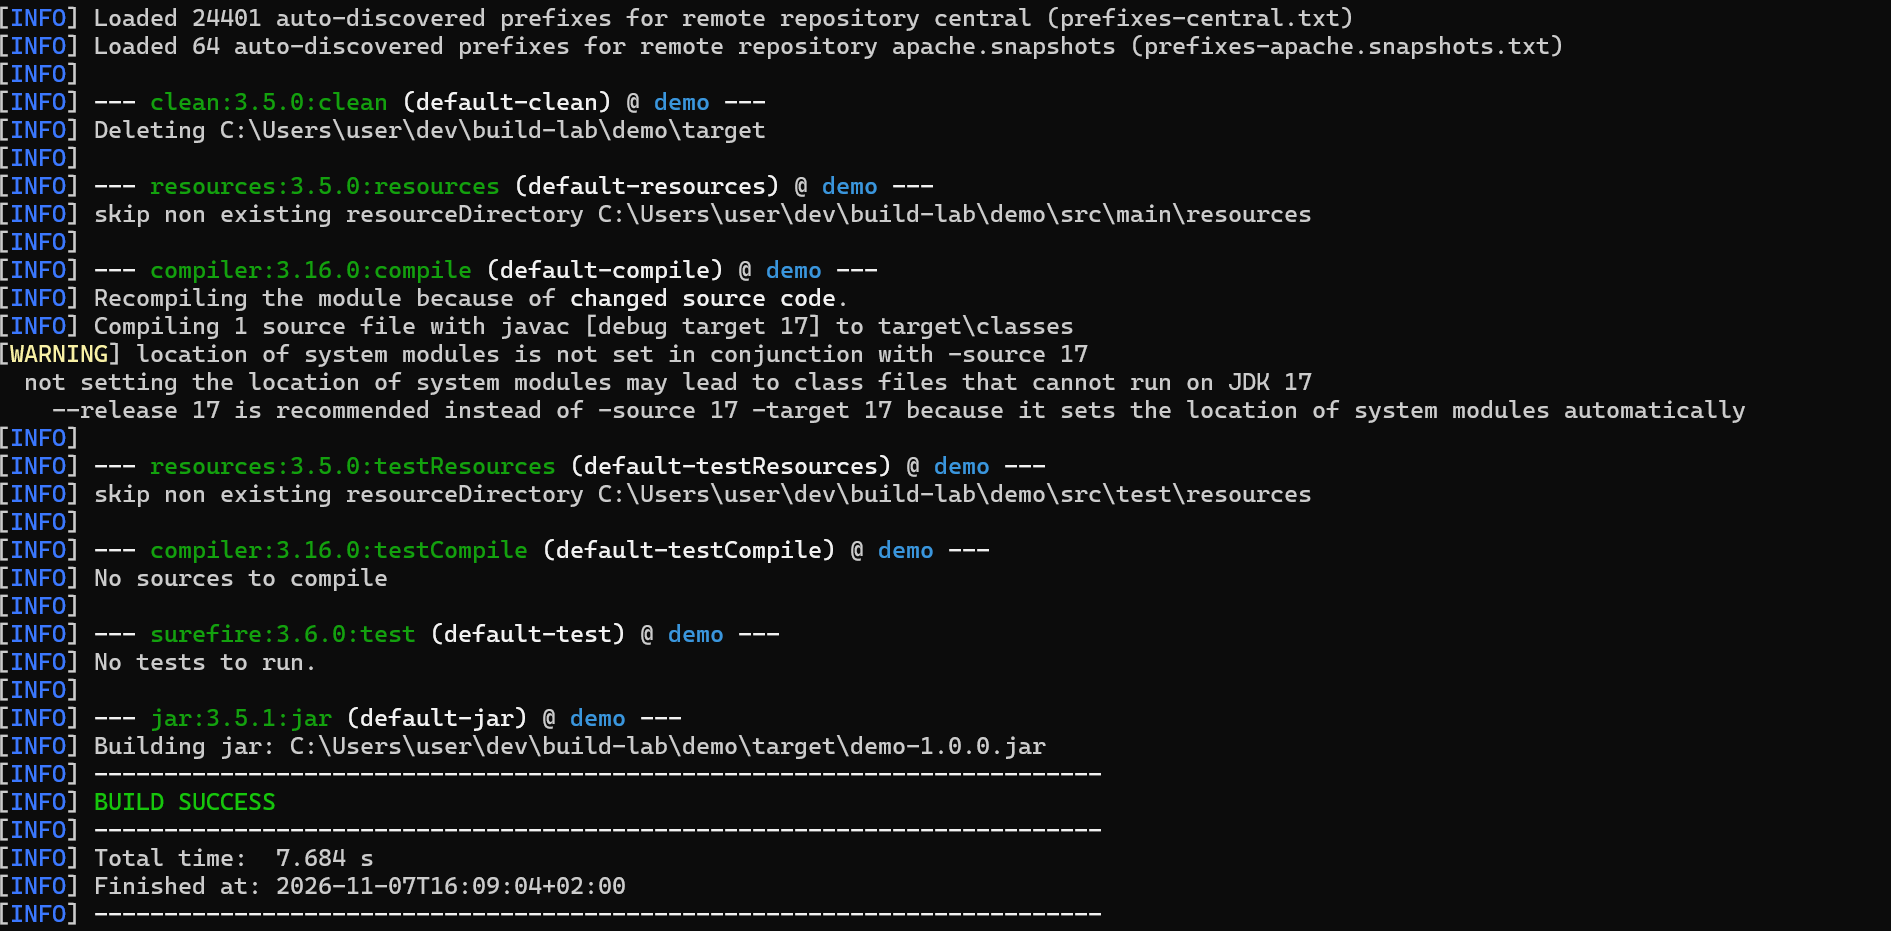 [INFO] Loaded 24401 auto-discovered prefixes for remote repository central (prefixes-central.txt)
[INFO] Loaded 64 auto-discovered prefixes for remote repository apache.snapshots (prefixes-apache.snapshots.txt)
[INFO]
[INFO] --- clean:3.5.0:clean (default-clean) @ demo ---
[INFO] Deleting C:\Users\user\dev\build-lab\demo\target
[INFO]
[INFO] --- resources:3.5.0:resources (default-resources) @ demo ---
[INFO] skip non existing resourceDirectory C:\Users\user\dev\build-lab\demo\src\main\resources
[INFO]
[INFO] --- compiler:3.16.0:compile (default-compile) @ demo ---
[INFO] Recompiling the module because of changed source code.
[INFO] Compiling 1 source file with javac [debug target 17] to target\classes
[WARNING] location of system modules is not set in conjunction with -source 17
  not setting the location of system modules may lead to class files that cannot run on JDK 17
    --release 17 is recommended instead of -source 17 -target 17 because it sets the location of system modules automatically
[INFO]
[INFO] --- resources:3.5.0:testResources (default-testResources) @ demo ---
[INFO] skip non existing resourceDirectory C:\Users\user\dev\build-lab\demo\src\test\resources
[INFO]
[INFO] --- compiler:3.16.0:testCompile (default-testCompile) @ demo ---
[INFO] No sources to compile
[INFO]
[INFO] --- surefire:3.6.0:test (default-test) @ demo ---
[INFO] No tests to run.
[INFO]
[INFO] --- jar:3.5.1:jar (default-jar) @ demo ---
[INFO] Building jar: C:\Users\user\dev\build-lab\demo\target\demo-1.0.0.jar
[INFO] ------------------------------------------------------------------------
[INFO] BUILD SUCCESS
[INFO] ------------------------------------------------------------------------
[INFO] Total time:  7.684 s
[INFO] Finished at: 2026-11-07T16:09:04+02:00
[INFO] ------------------------------------------------------------------------